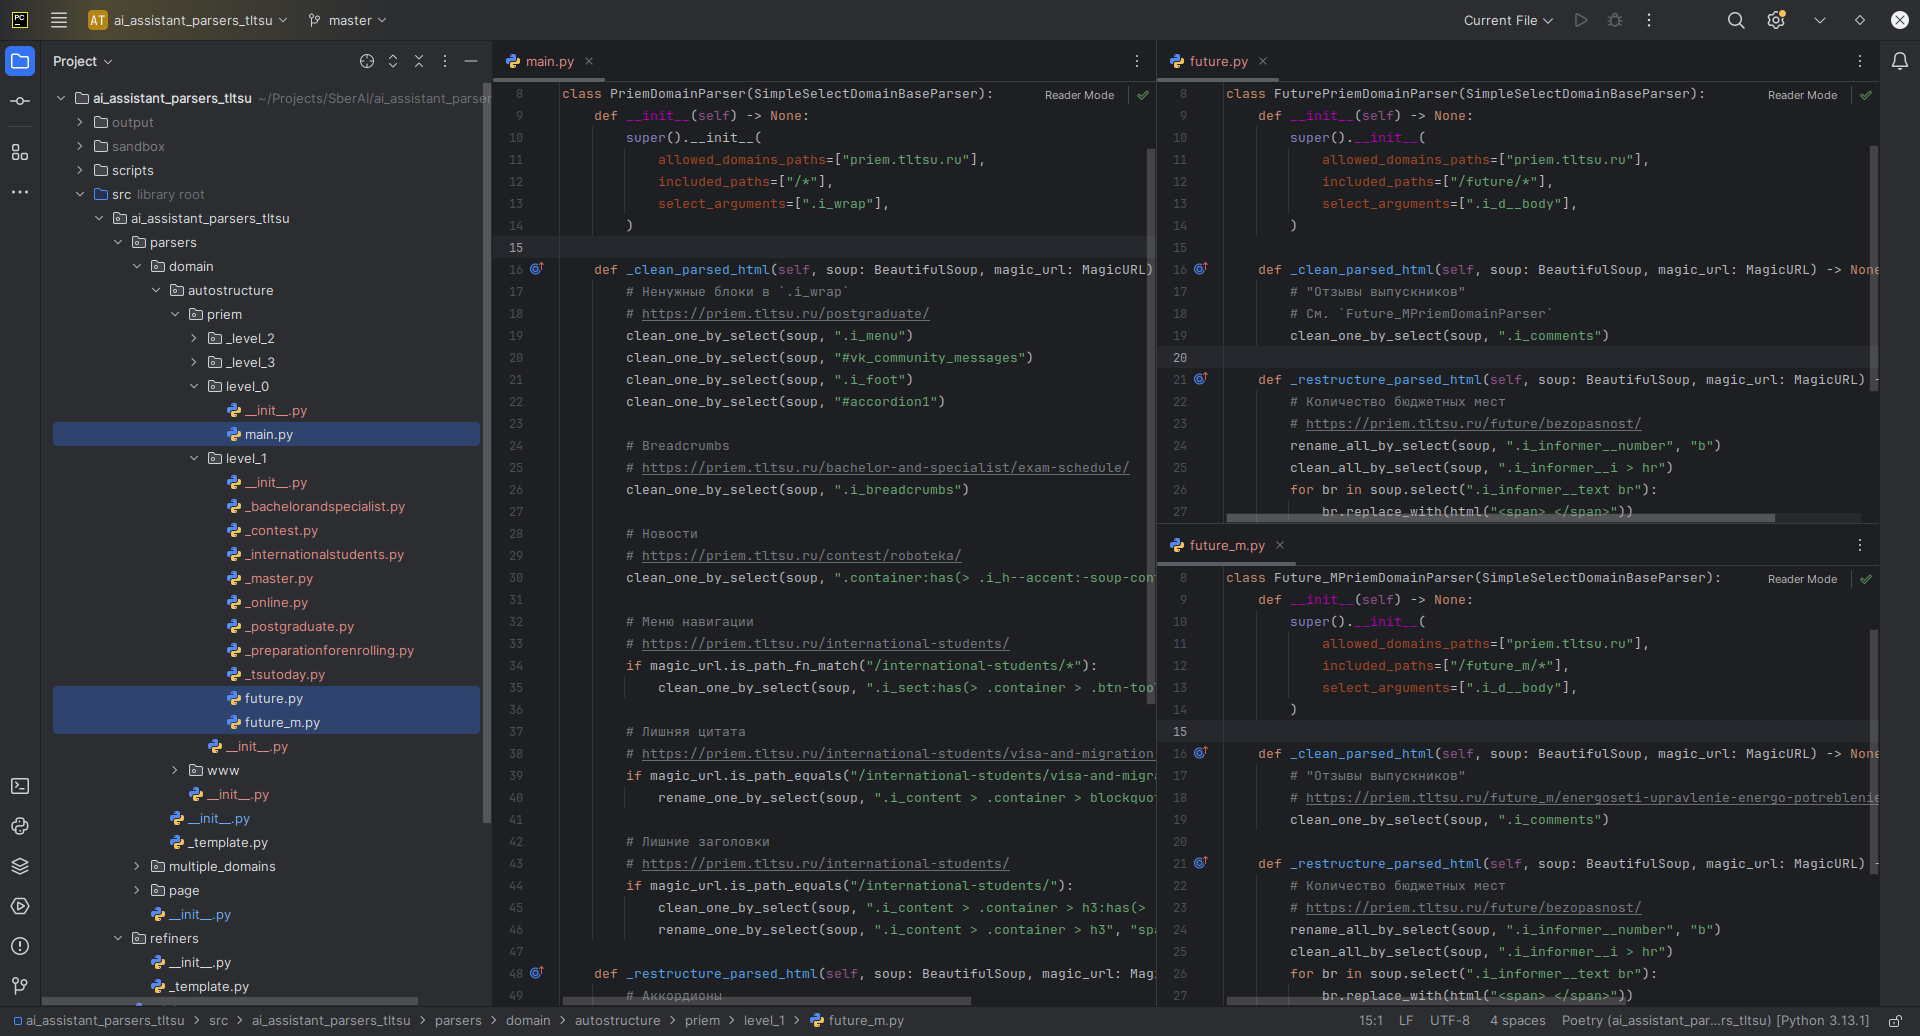 PC
AT ai_assistant_parsers_tltsu master
Current File
Project
ai_assistant_parsers_tltsu ~/Projects/SberAI/ai_assistant_parser
output
sandbox
scripts
src library root
ai_assistant_parsers_tltsu
parsers
domain
autostructure
priem
_level_2
_level_3
level_0
__init__.py
main.py
level_1
__init__.py
_bachelorandspecialist.py
_contest.py
_internationalstudents.py
_master.py
_online.py
_postgraduate.py
_preparationforenrolling.py
_tsutoday.py
future.py
future_m.py
__init__.py
www
__init__.py
__init__.py
_template.py
multiple_domains
page
__init__.py
refiners
__init__.py
_template.py
main.py
Reader Mode
8 class PriemDomainParser(SimpleSelectDomainBaseParser):
9 def __init__(self) -> None:
10 super().__init__(
11 allowed_domains_paths=["priem.tltsu.ru"],
12 included_paths=["/*"],
13 select_arguments=[".i_wrap"],
14 )
15
16 def _clean_parsed_html(self, soup: BeautifulSoup, magic_url: MagicURL)
17 # Ненужные блоки в `.i_wrap`
18 # https://priem.tltsu.ru/postgraduate/
19 clean_one_by_select(soup, ".i_menu")
20 clean_one_by_select(soup, "#vk_community_messages")
21 clean_one_by_select(soup, ".i_foot")
22 clean_one_by_select(soup, "#accordion1")
23
24 # Breadcrumbs
25 # https://priem.tltsu.ru/bachelor-and-specialist/exam-schedule/
26 clean_one_by_select(soup, ".i_breadcrumbs")
27
28 # Новости
29 # https://priem.tltsu.ru/contest/roboteka/
30 clean_one_by_select(soup, ".container:has(> .i_h--accent:-soup-con
31
32 # Меню навигации
33 # https://priem.tltsu.ru/international-students/
34 if magic_url.is_path_fn_match("/international-students/*"):
35 clean_one_by_select(soup, ".i_sect:has(> .container > .btn-too
36
37 # Лишняя цитата
38 # https://priem.tltsu.ru/international-students/visa-and-migration
39 if magic_url.is_path_equals("/international-students/visa-and-migra
40 rename_one_by_select(soup, ".i_content > .container > blockquot
41
42 # Лишние заголовки
43 # https://priem.tltsu.ru/international-students/
44 if magic_url.is_path_equals("/international-students/"):
45 clean_one_by_select(soup, ".i_content > .container > h3:has(>
46 rename_one_by_select(soup, ".i_content > .container > h3", "spa
47
48 def _restructure_parsed_html(self, soup: BeautifulSoup, magic_url: Mag
49 # Аккордионы
future.py
Reader Mode
8 class FuturePriemDomainParser(SimpleSelectDomainBaseParser):
9 def __init__(self) -> None:
10 super().__init__(
11 allowed_domains_paths=["priem.tltsu.ru"],
12 included_paths=["/future/*"],
13 select_arguments=[".i_d__body"],
14 )
15
16 def _clean_parsed_html(self, soup: BeautifulSoup, magic_url: MagicURL) -> None
17 # "Отзывы выпускников"
18 # См. `Future_MPriemDomainParser`
19 clean_one_by_select(soup, ".i_comments")
20
21 def _restructure_parsed_html(self, soup: BeautifulSoup, magic_url: MagicURL) -
22 # Количество бюджетных мест
23 # https://priem.tltsu.ru/future/bezopasnost/
24 rename_all_by_select(soup, ".i_informer__number", "b")
25 clean_all_by_select(soup, ".i_informer__i > hr")
26 for br in soup.select(".i_informer__text br"):
27 br.replace_with(html("<span> </span>"))
future_m.py
Reader Mode
8 class Future_MPriemDomainParser(SimpleSelectDomainBaseParser):
9 def __init__(self) -> None:
10 super().__init__(
11 allowed_domains_paths=["priem.tltsu.ru"],
12 included_paths=["/future_m/*"],
13 select_arguments=[".i_d__body"],
14 )
15
16 def _clean_parsed_html(self, soup: BeautifulSoup, magic_url: MagicURL) -> None
17 # "Отзывы выпускников"
18 # https://priem.tltsu.ru/future_m/energoseti-upravlenie-energo-potreblenie
19 clean_one_by_select(soup, ".i_comments")
20
21 def _restructure_parsed_html(self, soup: BeautifulSoup, magic_url: MagicURL) -
22 # Количество бюджетных мест
23 # https://priem.tltsu.ru/future/bezopasnost/
24 rename_all_by_select(soup, ".i_informer__number", "b")
25 clean_all_by_select(soup, ".i_informer__i > hr")
26 for br in soup.select(".i_informer__text br"):
27 br.replace_with(html("<span> </span>"))
ai_assistant_parsers_tltsu > src > ai_assistant_parsers_tltsu > parsers > domain > autostructure > priem > level_1 > future_m.py
15:1 LF UTF-8 4 spaces Poetry (ai_assistant_par...rs_tltsu) [Python 3.13.1]